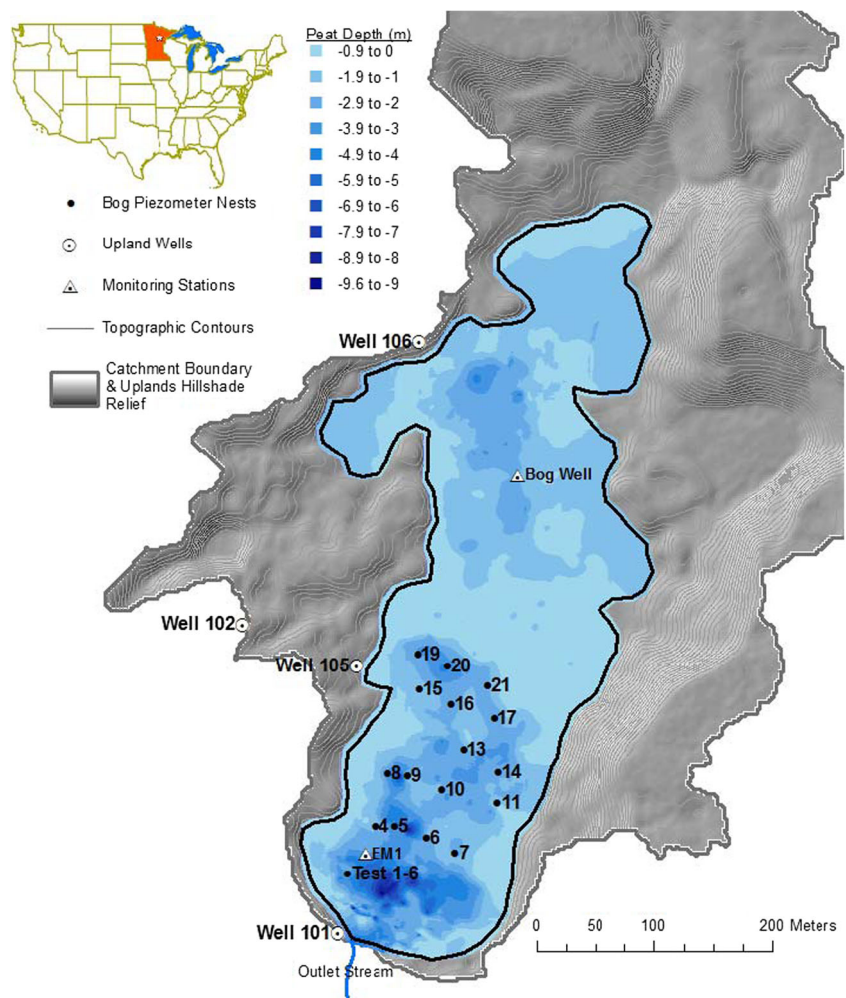 Peat Depth (m)
-0.9 to 0
-1.9 to -1
-2.9 to -2
-3.9 to -3
-4.9 to -4
-5.9 to -5
-6.9 to -6
-7.9 to -7
-8.9 to -8
-9.6 to -9
Bog Piezometer Nests
Upland Wells
Monitoring Stations
Topographic Contours
Catchment Boundary
& Uplands Hillshade
Relief
Well 106
Bog Well
Well 102
Well 105
19
20
15
21
16
17
13
8
9
14
10
11
4
5
6
7
EM1
Test 1-6
Well 101
0 50 100 200 Meters
Outlet Stream